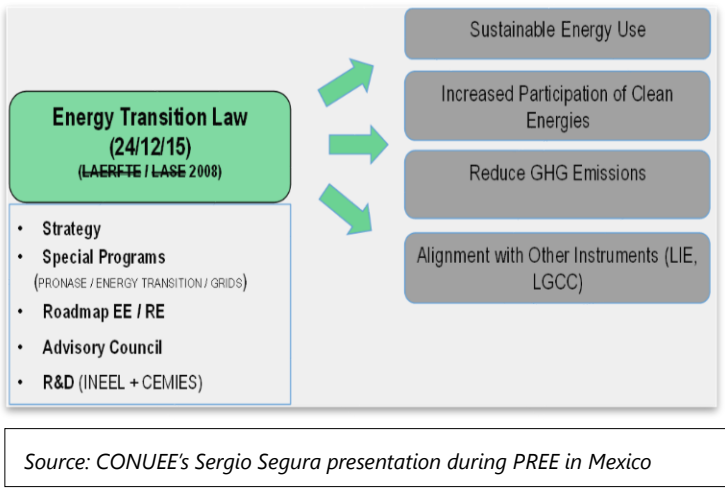 Energy Transition Law
(24/12/15)
(LAERFTE / LASE 2008)
• Strategy
• Special Programs
(PRONASE / ENERGY TRANSITION / GRIDS)
• Roadmap EE / RE
• Advisory Council
• R&D (INEEL + CEMIES)
Sustainable Energy Use
Increased Participation of Clean
Energies
Reduce GHG Emissions
Alignment with Other Instruments (LIE,
LGCC)
Source: CONUEE's Sergio Segura presentation during PREE in Mexico